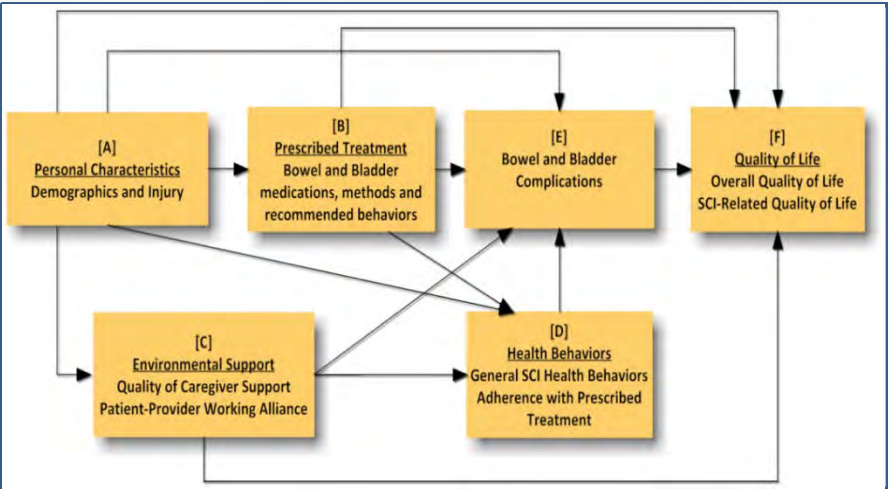 [A]
Personal Characteristics
Demographics and Injury
[B]
Prescribed Treatment
Bowel and Bladder
medications, methods and
recommended behaviors
[E]
Bowel and Bladder
Complications
[F]
Quality of Life
Overall Quality of Life
SCI-Related Quality of Life
[C]
Environmental Support
Quality of Caregiver Support
Patient-Provider Working Alliance
[D]
Health Behaviors
General SCI Health Behaviors
Adherence with Prescribed
Treatment